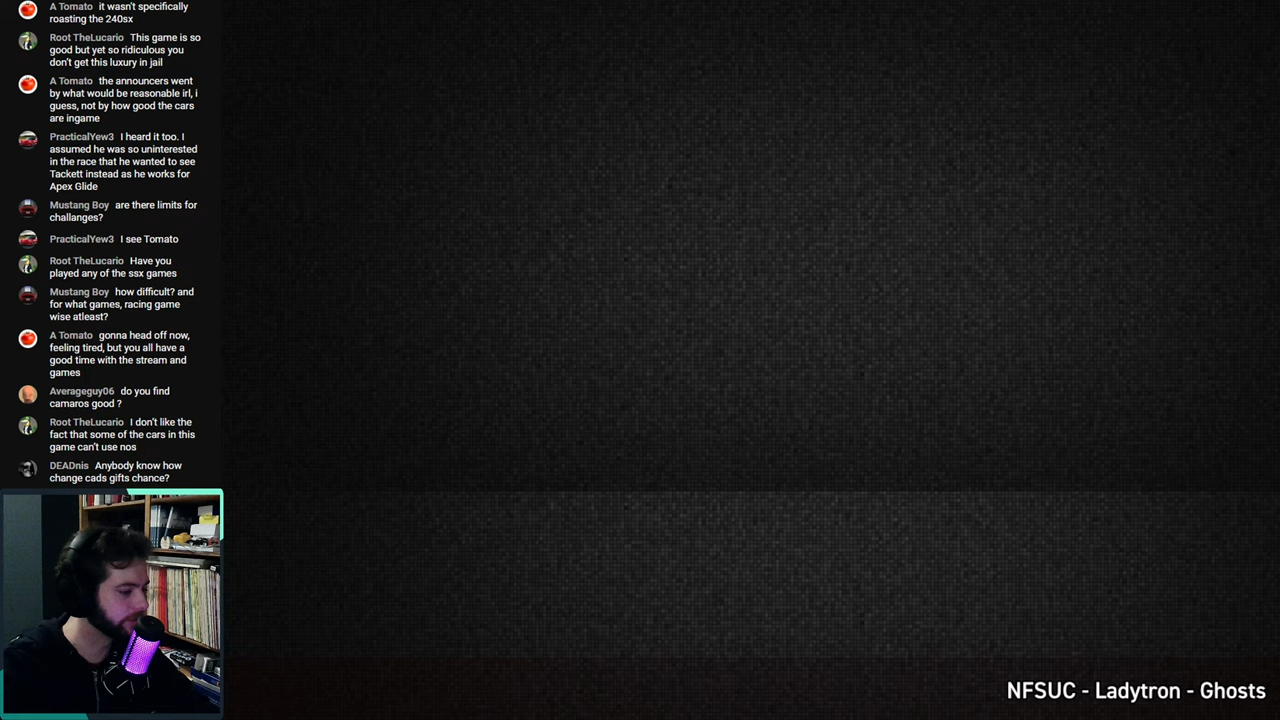 A Tomato it wasn't specifically
roasting the 240sx
Root TheLucario This game is so
good but yet so ridiculous you
don't get this luxury in jail
A Tomato the announcers went
by what would be reasonable irl, i
guess, not by how good the cars
are ingame
PracticalYew3 I heard it too. I
assumed he was so uninterested
in the race that he wanted to see
Tackett instead as he works for
Apex Glide
Mustang Boy are there limits for
challanges?
PracticalYew3 I see Tomato
Root TheLucario Have you
played any of the ssx games
Mustang Boy how difficult? and
for what games, racing game
wise atleast?
A Tomato gonna head off now,
feeling tired, but you all have a
good time with the stream and
games
Averageguy06 do you find
camaros good ?
Root TheLucario I don't like the
fact that some of the cars in this
game can't use nos
DEADnis Anybody know how
change cads gifts chance?
NFSUC - Ladytron - Ghosts